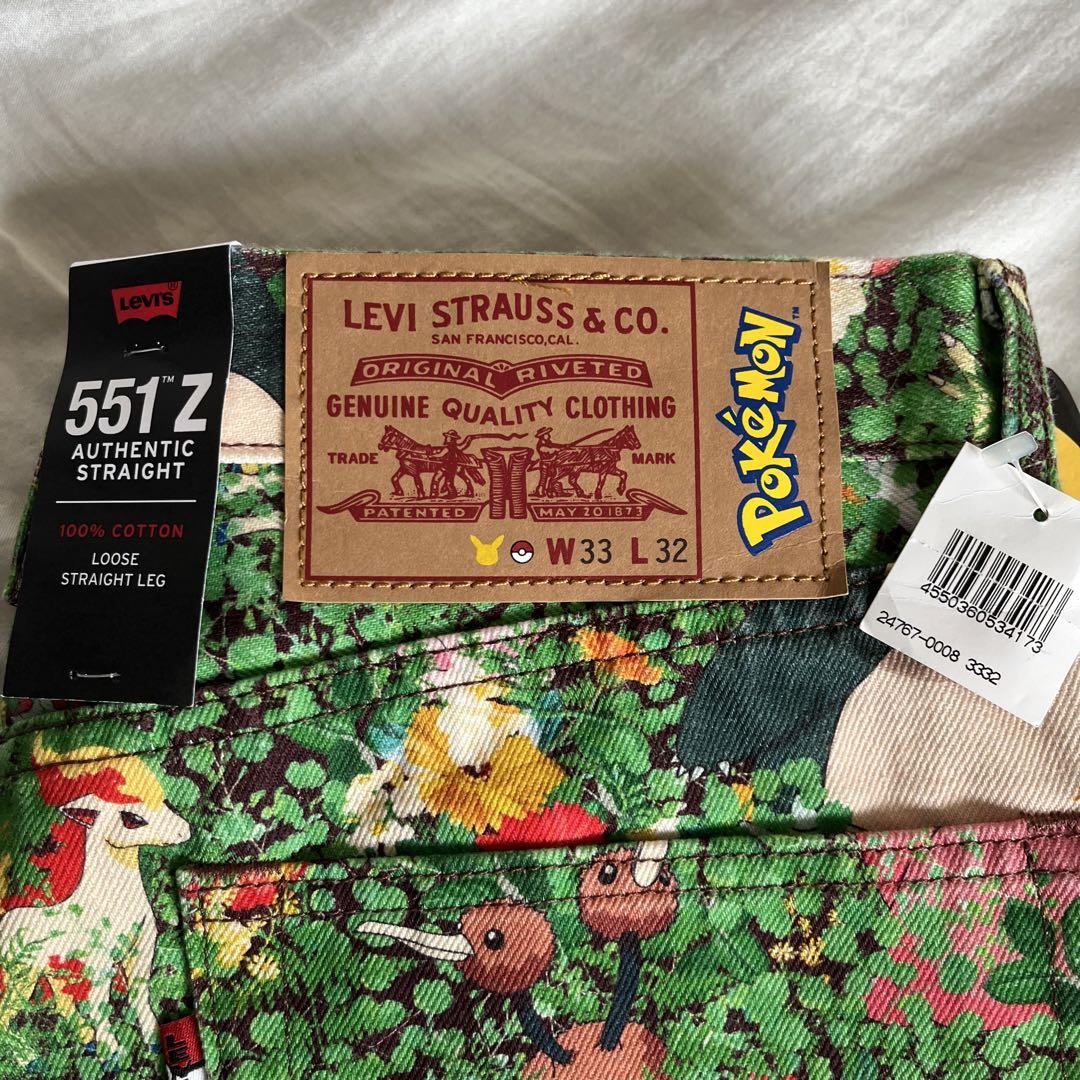 LEVI'S®
551™ Z
AUTHENTIC
STRAIGHT
100% COTTON
LOOSE
STRAIGHT LEG
LEVI STRAUSS & CO.
SAN FRANCISCO,CAL.
ORIGINAL RIVETED
GENUINE QUALITY CLOTHING
TRADE MARK
PATENTED MAY 20 1873
W33 L32
POKéMON™
4550360534173
24767-0008 3332